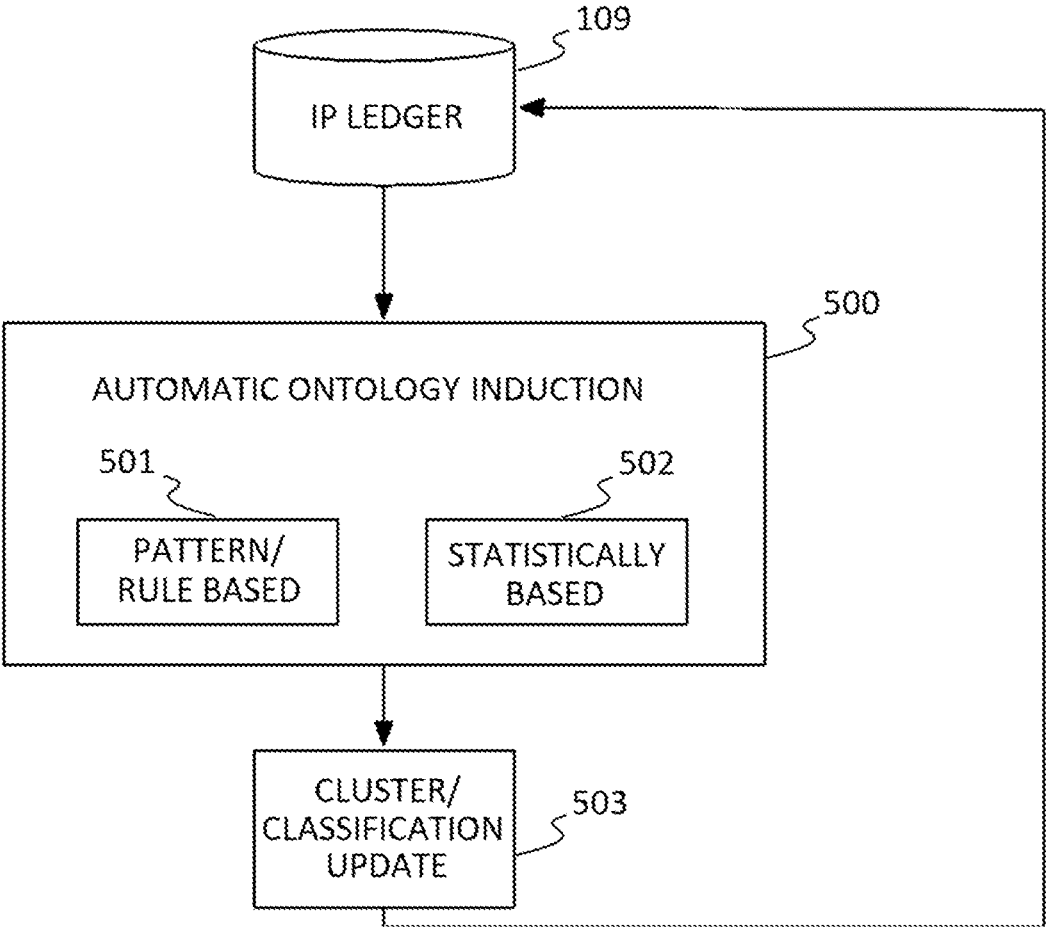 109
IP LEDGER
500
AUTOMATIC ONTOLOGY INDUCTION
501
502
PATTERN/
RULE BASED
STATISTICALLY
BASED
CLUSTER/
CLASSIFICATION
UPDATE
503